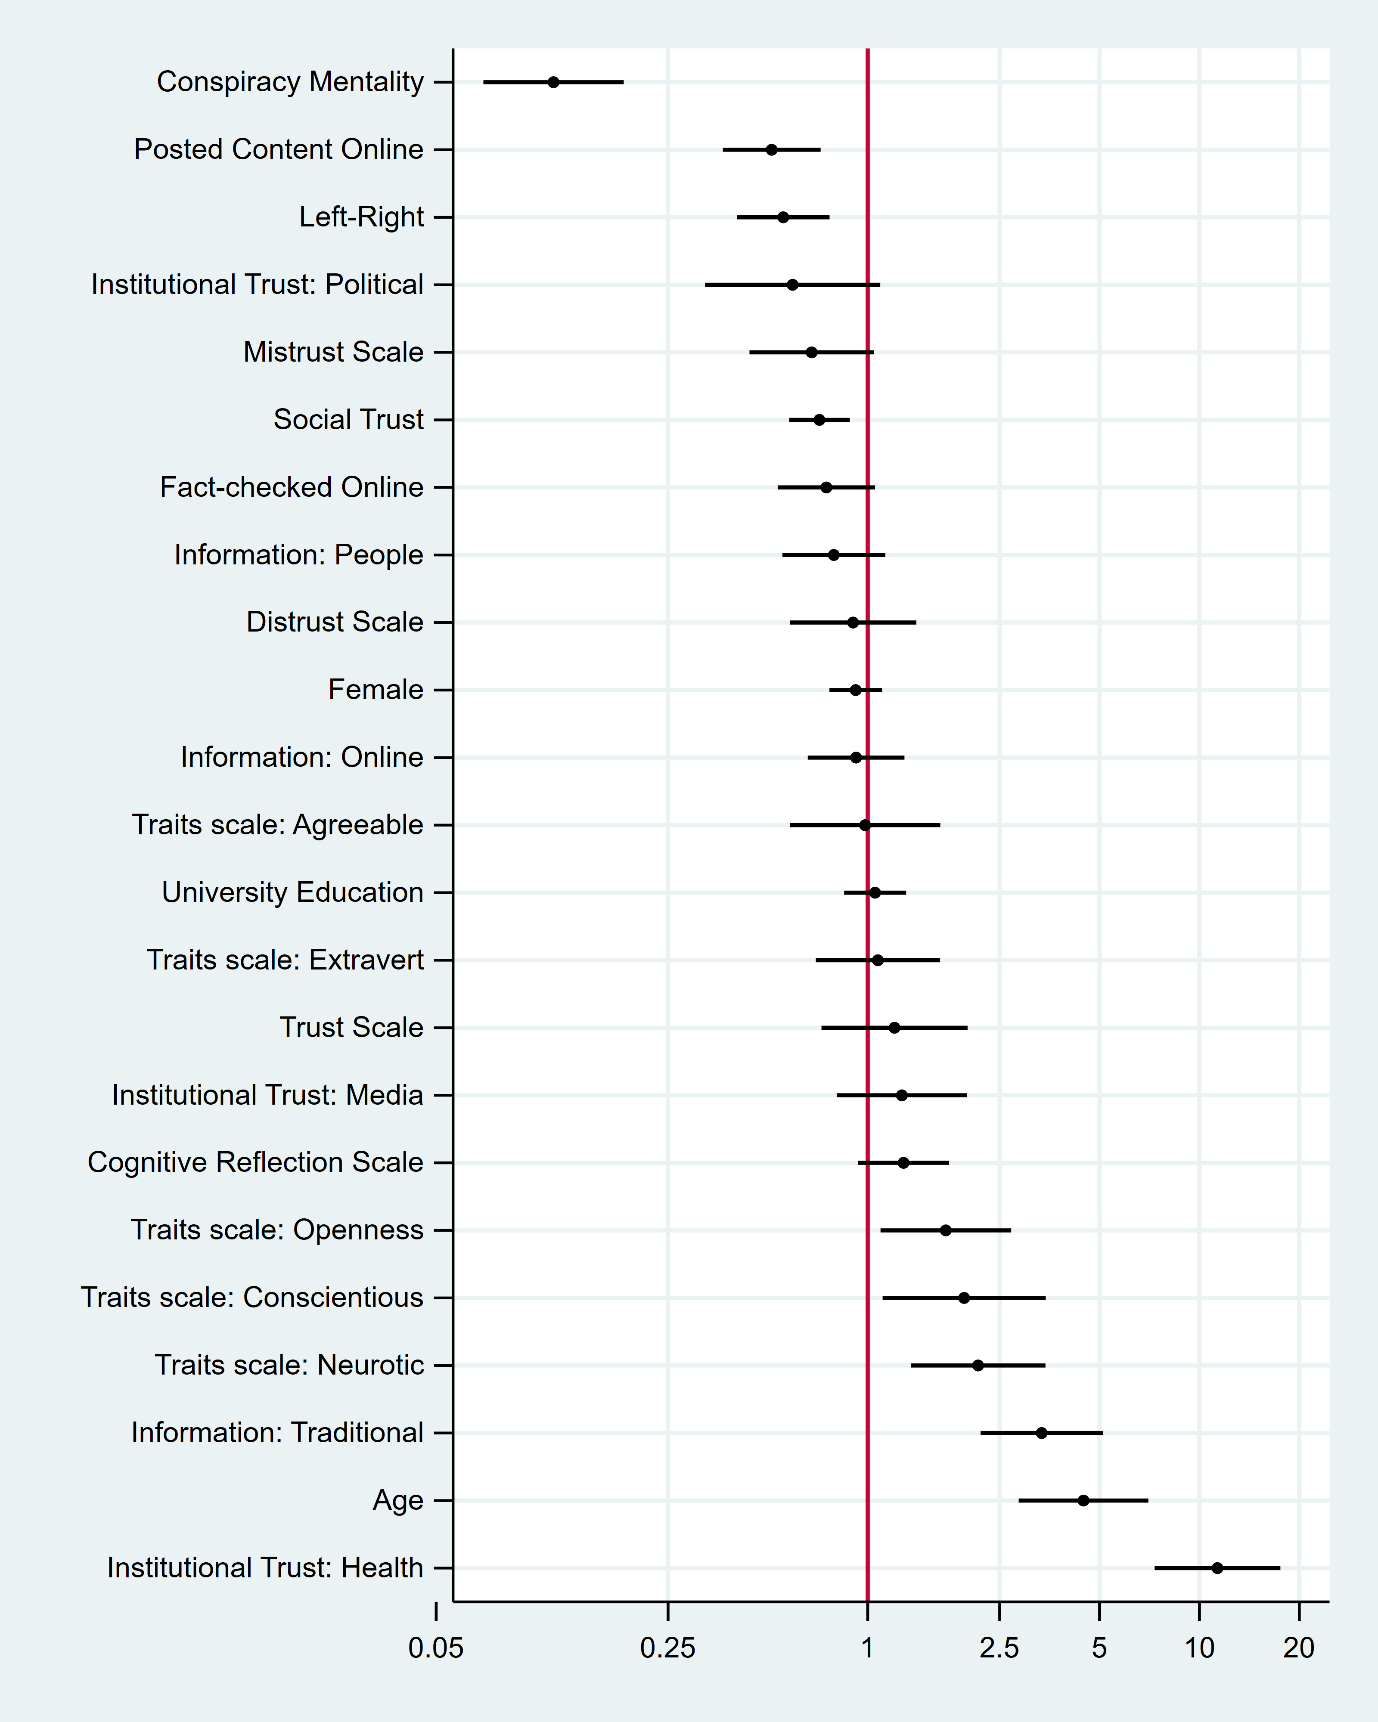 Conspiracy Mentality
Posted Content Online
Left-Right
Institutional Trust: Political
Mistrust Scale
Social Trust
Fact-checked Online
Information: People
Distrust Scale
Female
Information: Online
Traits scale: Agreeable
University Education
Traits scale: Extravert
Trust Scale
Institutional Trust: Media
Cognitive Reflection Scale
Traits scale: Openness
Traits scale: Conscientious
Traits scale: Neurotic
Information: Traditional
Age
Institutional Trust: Health
0.05 0.25 1 2.5 5 10 20